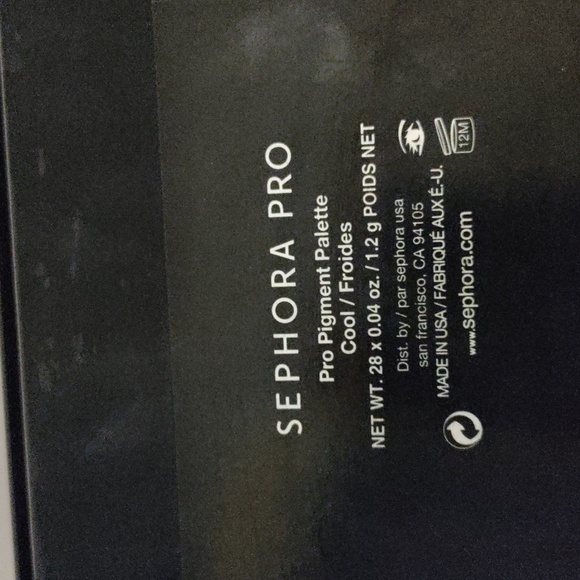 SEPHORA PRO
Pro Pigment Palette
Cool / Froides
NET WT. 28 x 0.04 oz. / 1.2 g POIDS NET
Dist. by / par sephora usa
san francisco, CA 94105
MADE IN USA / FABRIQUÉ AUX É.-U.
www.sephora.com
12M